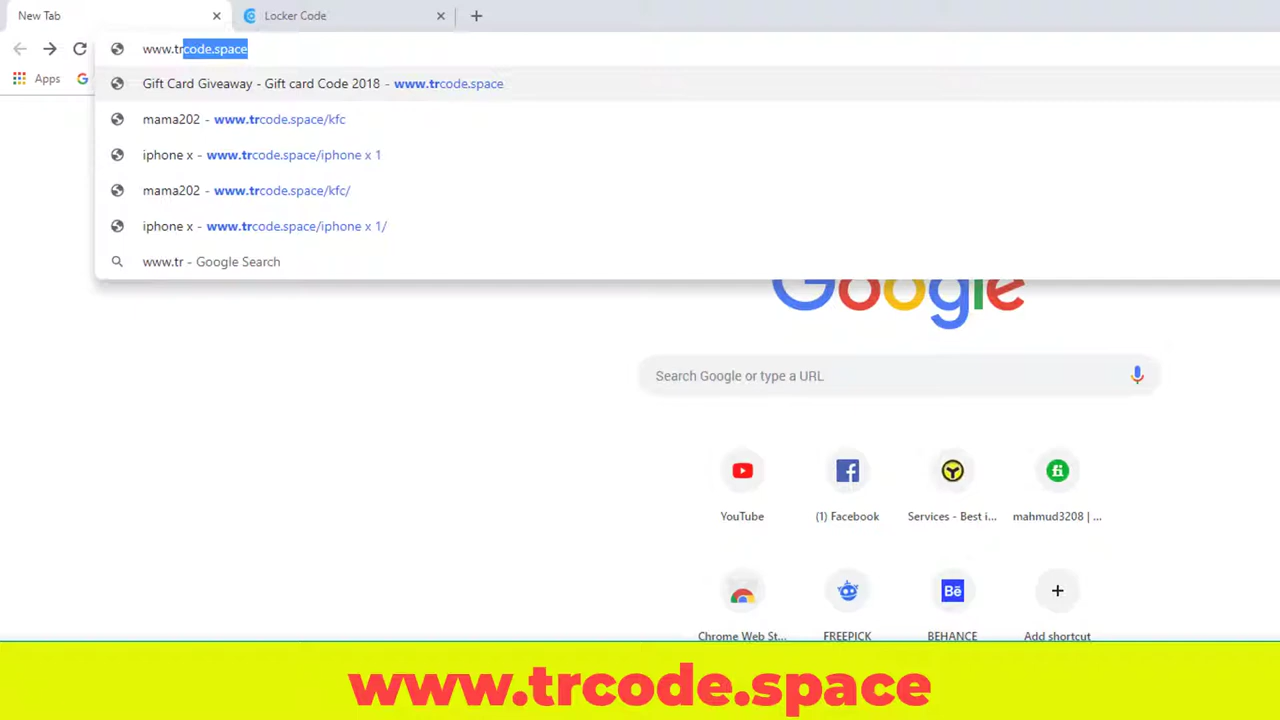 New Tab
Locker Code
www.trcode.space
Apps
Gift Card Giveaway - Gift card Code 2018 - www.trcode.space
mama202 - www.trcode.space/kfc
iphone x - www.trcode.space/iphone x 1
mama202 - www.trcode.space/kfc/
iphone x - www.trcode.space/iphone x 1/
www.tr - Google Search
Google
Search Google or type a URL
YouTube
(1) Facebook
Services - Best i...
mahmud3208 | ...
Chrome Web St...
FREEPICK
BEHANCE
Add shortcut
www.trcode.space